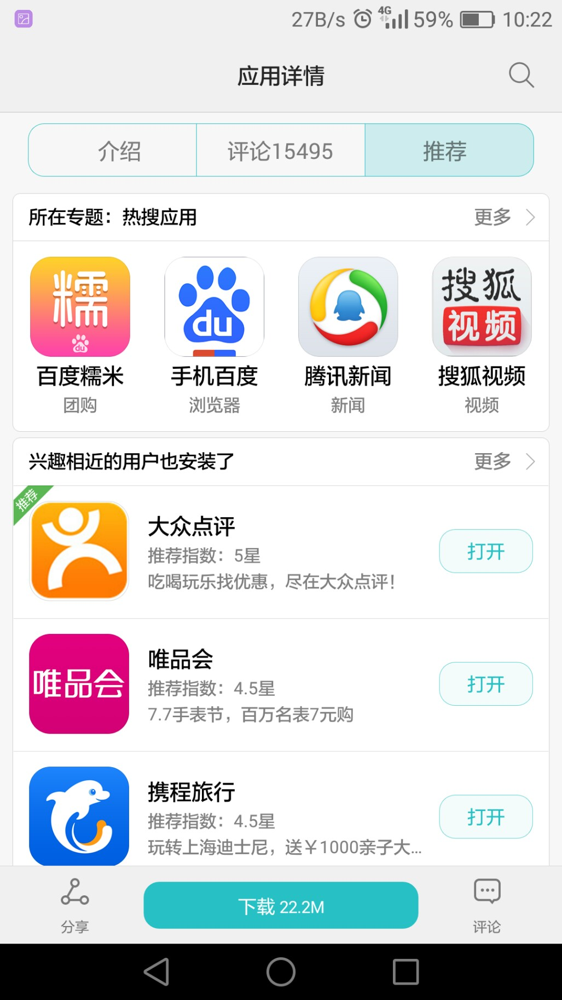 27B/s 4G 59% 10:22
应用详情
介绍 评论15495 推荐
所在专题：热搜应用 更多
糯 du du 搜狐视频
百度糯米 手机百度 腾讯新闻 搜狐视频
团购 浏览器 新闻 视频
兴趣相近的用户也安装了 更多
推荐
大众点评
推荐指数：5星
吃喝玩乐找优惠，尽在大众点评！
打开
唯品会
唯品会
推荐指数：4.5星
7.7手表节，百万名表7元购
打开
携程旅行
推荐指数：4.5星
玩转上海迪士尼，送￥1000亲子大...
打开
分享 下载 22.2M 评论